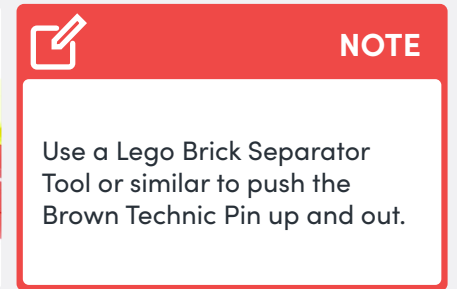 NOTE
Use a Lego Brick Separator
Tool or similar to push the
Brown Technic Pin up and out.